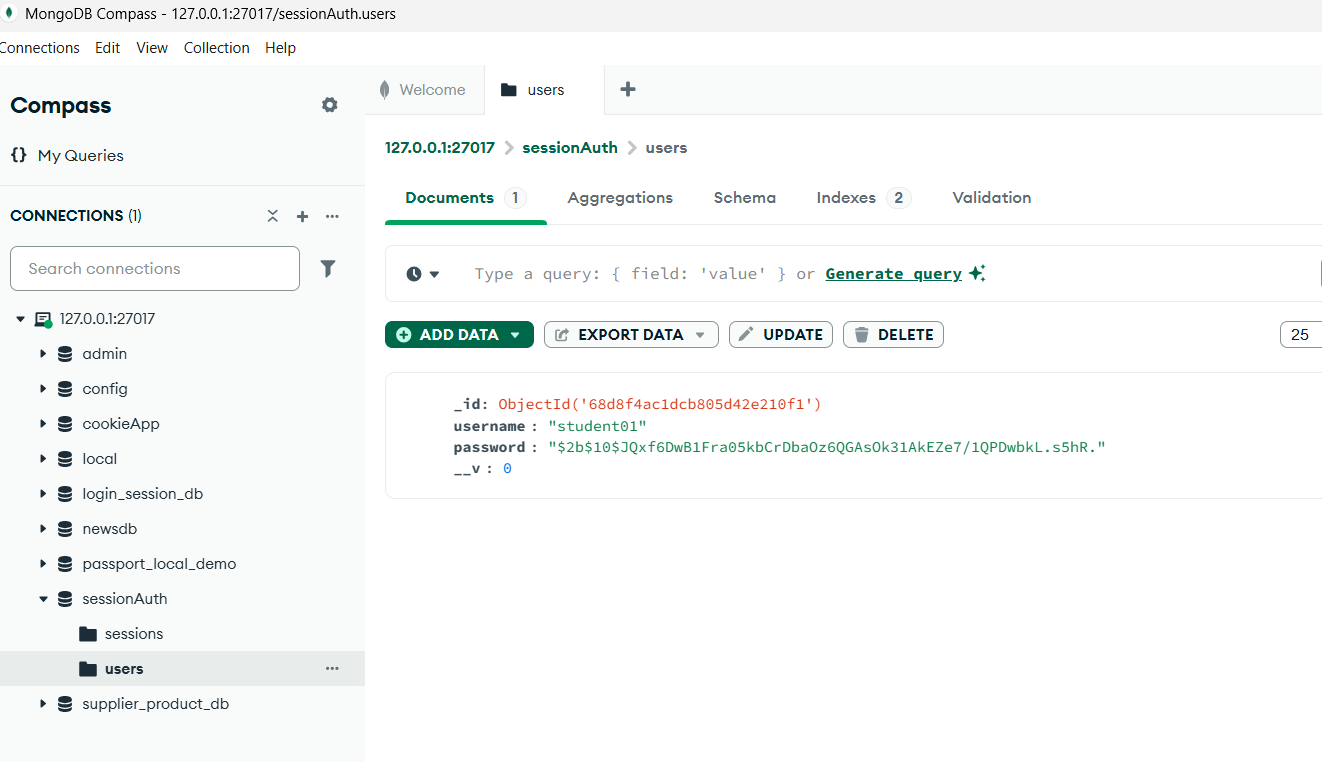 MongoDB Compass - 127.0.0.1:27017/sessionAuth.users
Connections Edit View Collection Help
Compass
My Queries
CONNECTIONS (1)
Search connections
127.0.0.1:27017
admin
config
cookieApp
local
login_session_db
newsdb
passport_local_demo
sessionAuth
sessions
users
supplier_product_db
Welcome
users
127.0.0.1:27017 > sessionAuth > users
Documents 1 Aggregations Schema Indexes 2 Validation
Type a query: { field: 'value' } or Generate query
ADD DATA EXPORT DATA UPDATE DELETE 25
_id: ObjectId('68d8f4ac1dcb805d42e210f1')
username : "student01"
password : "$2b$10$JQxf6DwB1Fra05kbCrDbaOz6QGAsOk31AkEZe7/1QPDwbkL.s5hR."
__v : 0